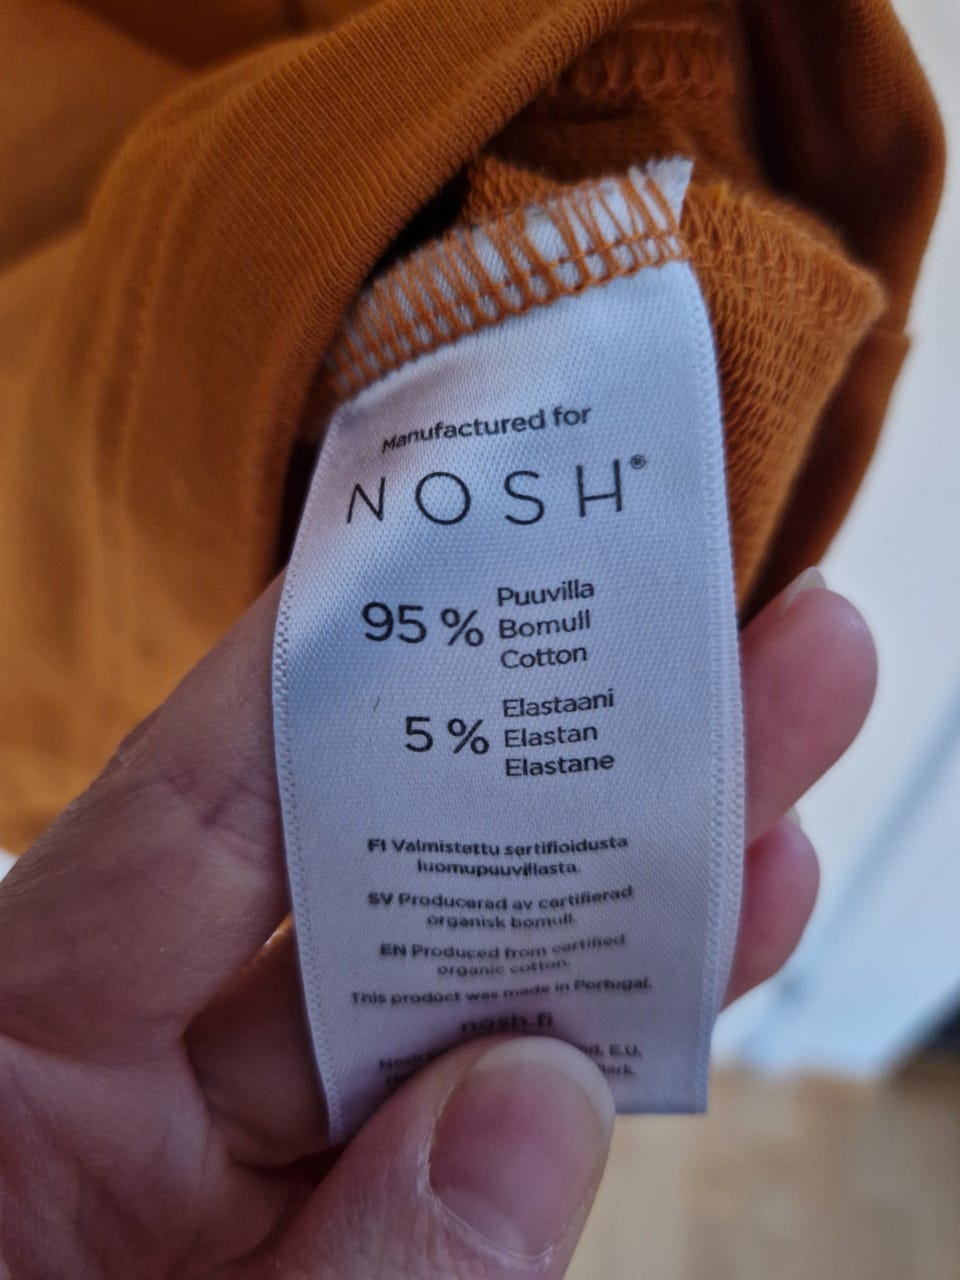 Manufactured for
NOSH®
95 % Puuvilla
Bomull
Cotton
5 % Elastaani
Elastan
Elastane
FI Valmistettu sertifioidusta
luomupuuvillasta.
SV Producerad av certifierad
organisk bomull.
EN Produced from certified
organic cotton.
This product was made in Portugal.
nosh.fi
Nosh E.U.